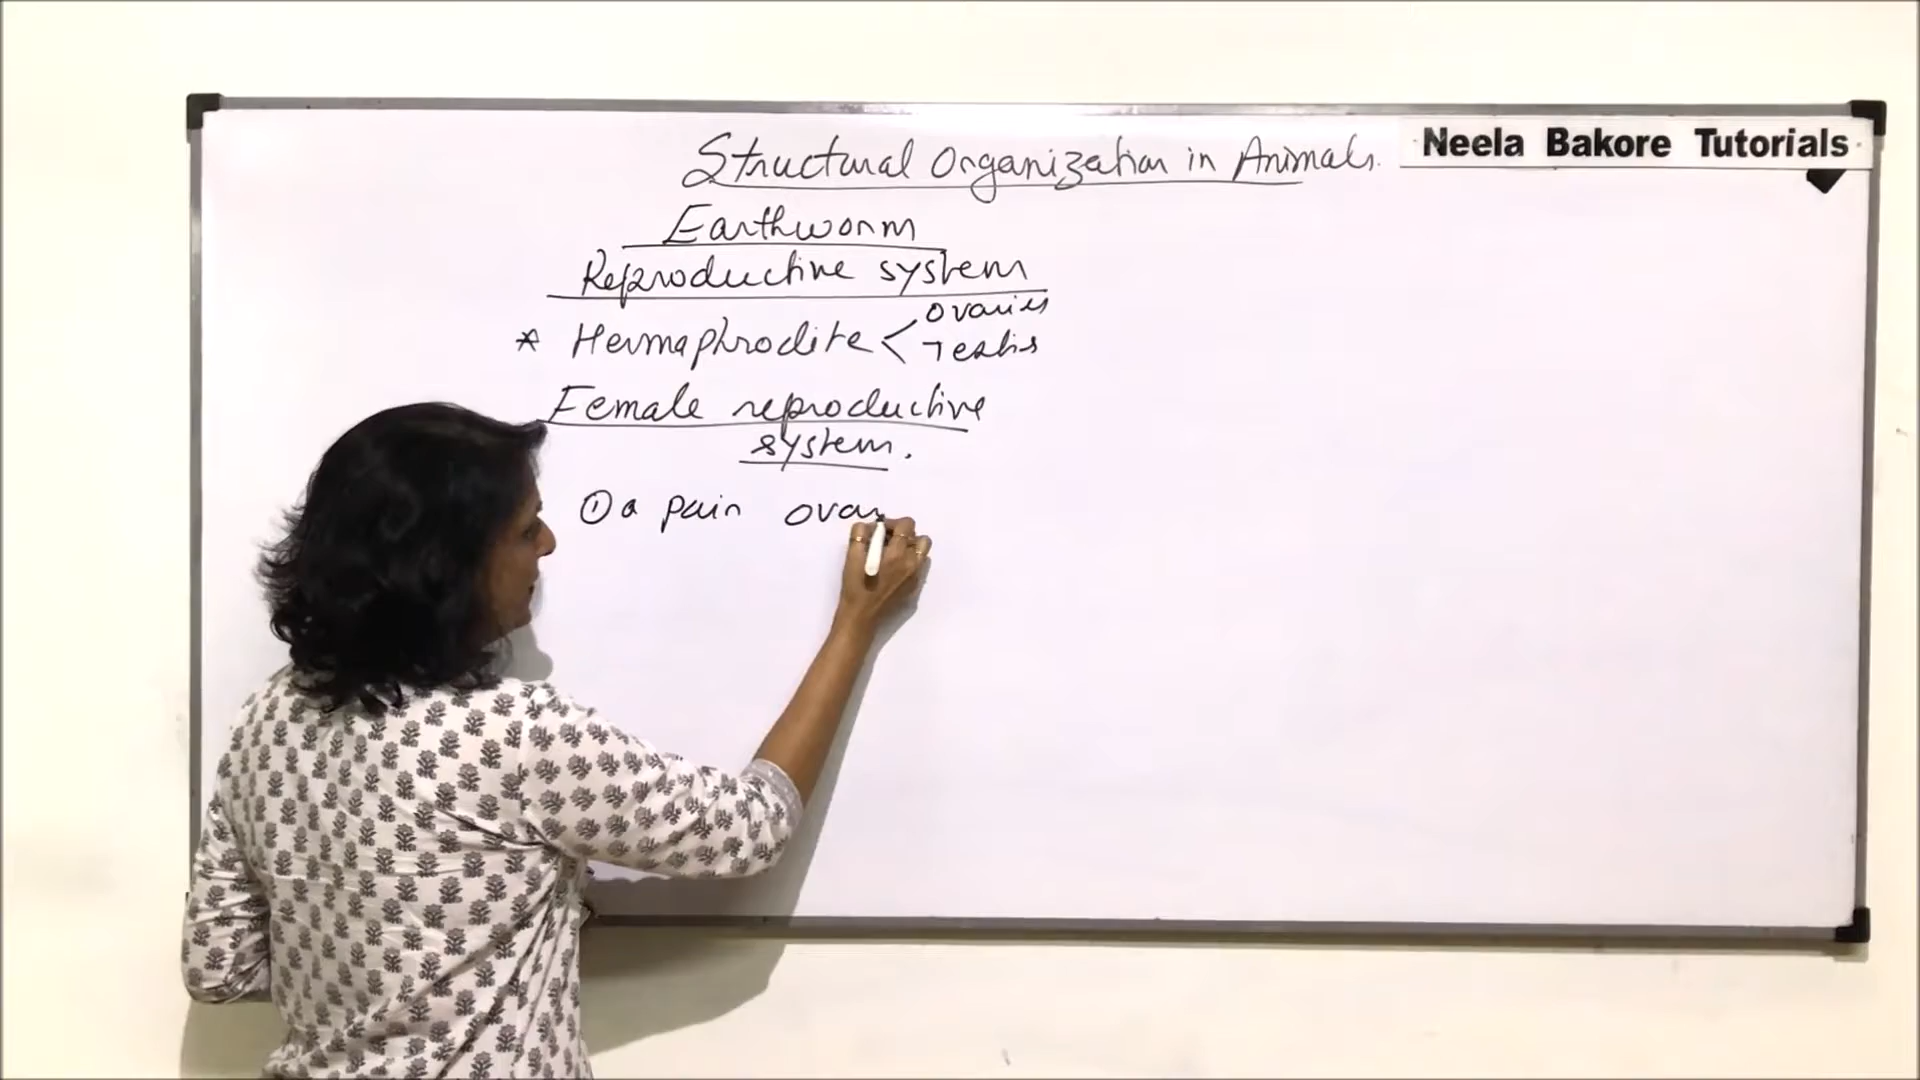 Structural Organization in Animals.
Neela Bakore Tutorials
Earthworm
Reproductive system
* Hermaphrodite < Ovaries
Testis
Female reproductive
system.
① a pair ovar